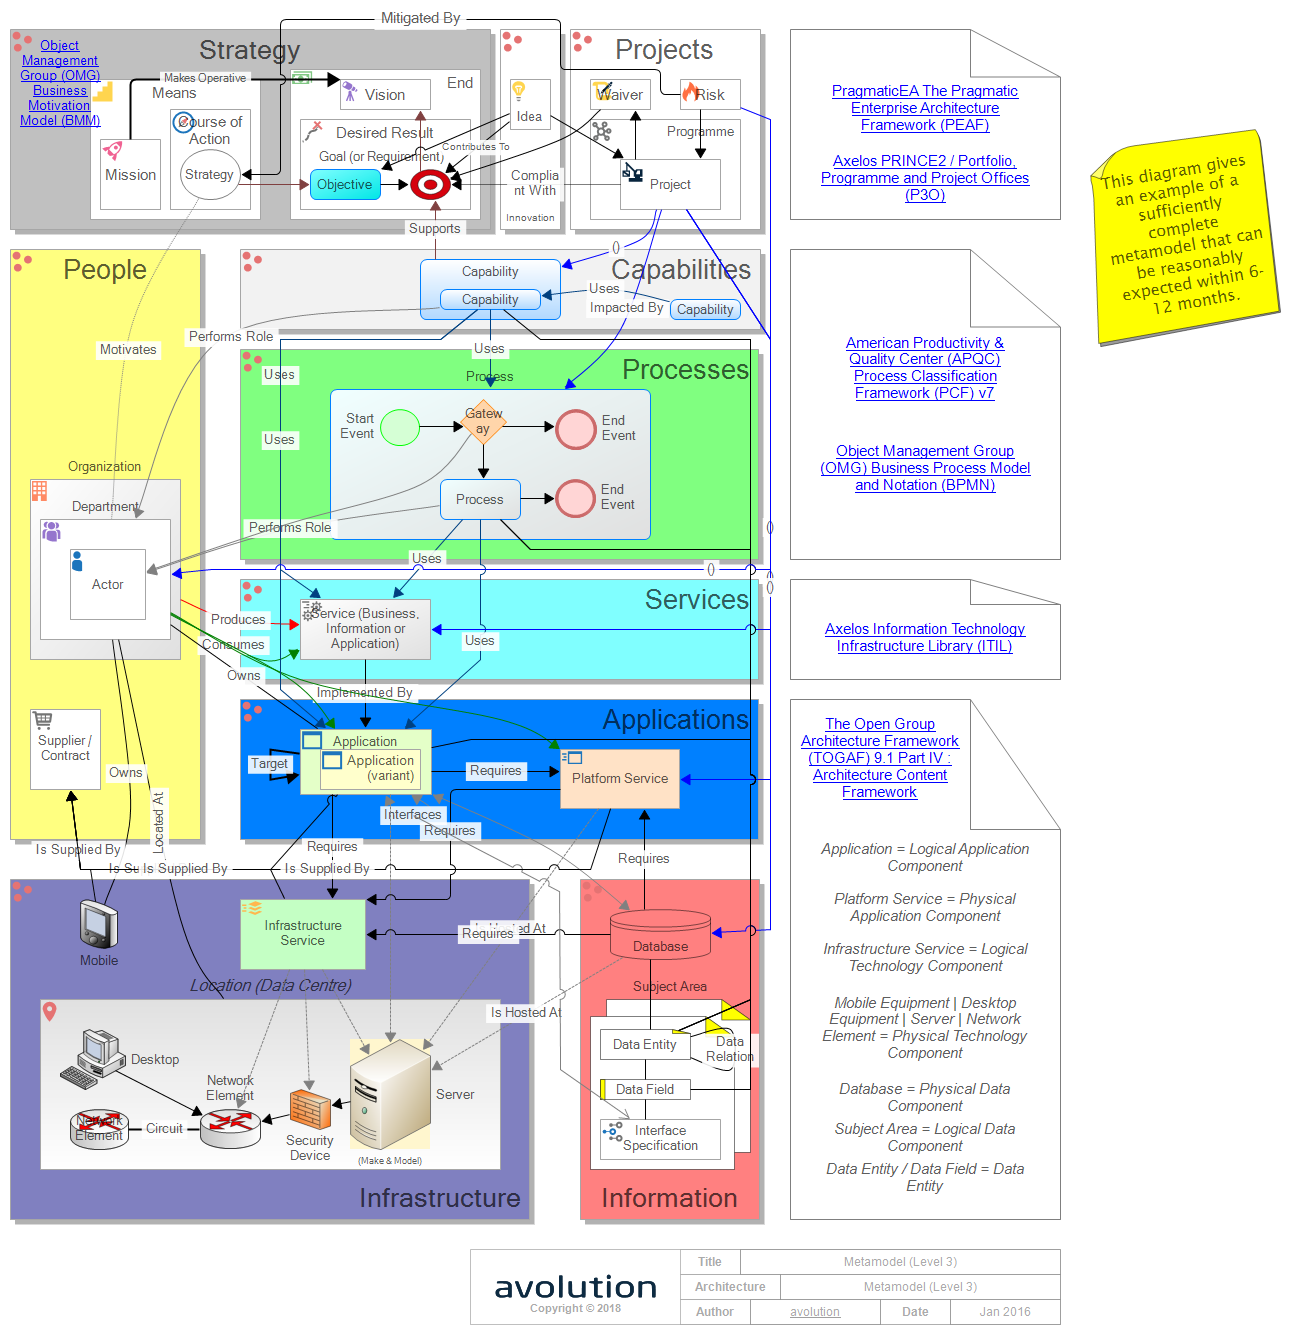 Mitigated By
Strategy
Object
Management
Group (OMG)
Business
Motivation
Model (BMM)
Makes Operative
Means
Mission
Course of
Action
Strategy
End
Vision
Desired Result
Goal (or Requirement)
Objective
Contributes To
Supports
Idea
Complia
nt With
Innovation
Projects
Waiver
Risk
Programme
Project
PragmaticEA The Pragmatic
Enterprise Architecture
Framework (PEAF)
Axelos PRINCE2 / Portfolio,
Programme and Project Offices
(P3O)
This diagram gives
an example of a
sufficiently
complete
metamodel that can
be reasonably
expected within 6-
12 months.
People
Motivates
Performs Role
Organization
Department
Actor
Supplier /
Contract
Owns
Located At
Is Supplied By
Capabilities
Capability
Capability
Capability
Uses
Impacted By
()
Uses
American Productivity &
Quality Center (APQC)
Process Classification
Framework (PCF) v7
Object Management Group
(OMG) Business Process Model
and Notation (BPMN)
Processes
Uses
Uses
Process
Start
Event
Gatew
ay
End
Event
Process
End
Event
Performs Role
Uses
()
()
()
()
Services
Service (Business,
Information or
Application)
Produces
Consumes
Owns
Uses
Implemented By
Axelos Information Technology
Infrastructure Library (ITIL)
Applications
Application
Application
(variant)
Target
Requires
Platform Service
Interfaces
Requires
Requires
Requires
Is Su
Is Supplied By
Is Supplied By
The Open Group
Architecture Framework
(TOGAF) 9.1 Part IV :
Architecture Content
Framework
Application = Logical Application
Component
Platform Service = Physical
Application Component
Infrastructure Service = Logical
Technology Component
Mobile Equipment | Desktop
Equipment | Server | Network
Element = Physical Technology
Component
Database = Physical Data
Component
Subject Area = Logical Data
Component
Data Entity / Data Field = Data
Entity
Mobile
Infrastructure
Service
Requires
ed At
Location (Data Centre)
Is Hosted At
Desktop
Network
Element
Network
Element
Circuit
Security
Device
Server
(Make & Model)
Infrastructure
Database
Subject Area
Data Entity
Data
Relation
Data Field
Interface
Specification
Information
avolution
Copyright © 2018
Title
Metamodel (Level 3)
Architecture
Metamodel (Level 3)
Author
avolution
Date
Jan 2016